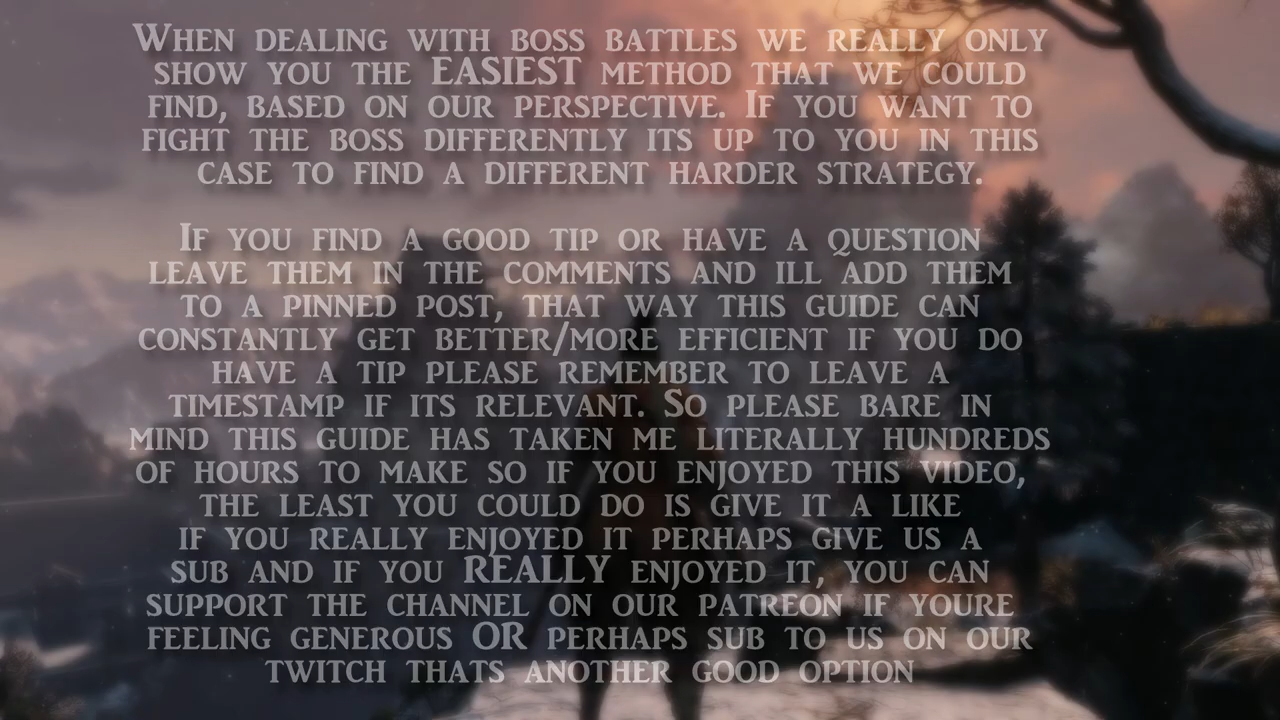 When dealing with boss battles we really only
show you the EASIEST method that we could
find, based on our perspective. If you want to
fight the boss differently its up to you in this
case to find a different harder strategy.
If you find a good tip or have a question
leave them in the comments and ill add them
to a pinned post, that way this guide can
constantly get better/more efficient if you do
have a tip please remember to leave a
timestamp if its relevant. So please bare in
mind this guide has taken me literally hundreds
of hours to make so if you enjoyed this video,
the least you could do is give it a like
if you really enjoyed it perhaps give us a
sub and if you REALLY enjoyed it, you can
support the channel on our patreon if youre
feeling generous OR perhaps sub to us on our
twitch thats another good option